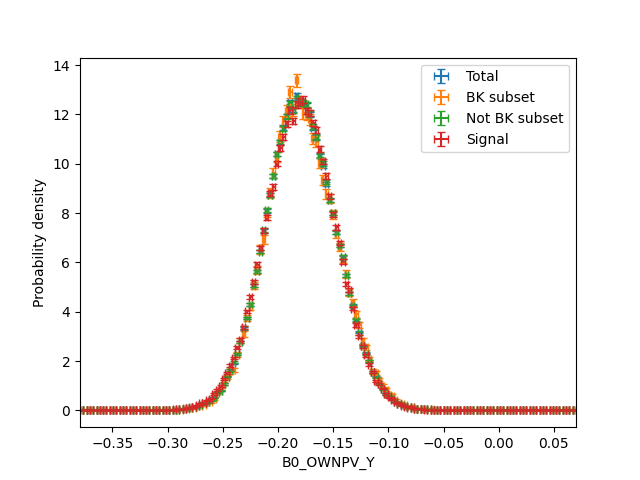 14
12
10
8
6
4
2
0
Probability density
Total
BK subset
Not BK subset
Signal
−0.35 −0.30 −0.25 −0.20 −0.15 −0.10 −0.05 0.00 0.05
B0_OWNPV_Y